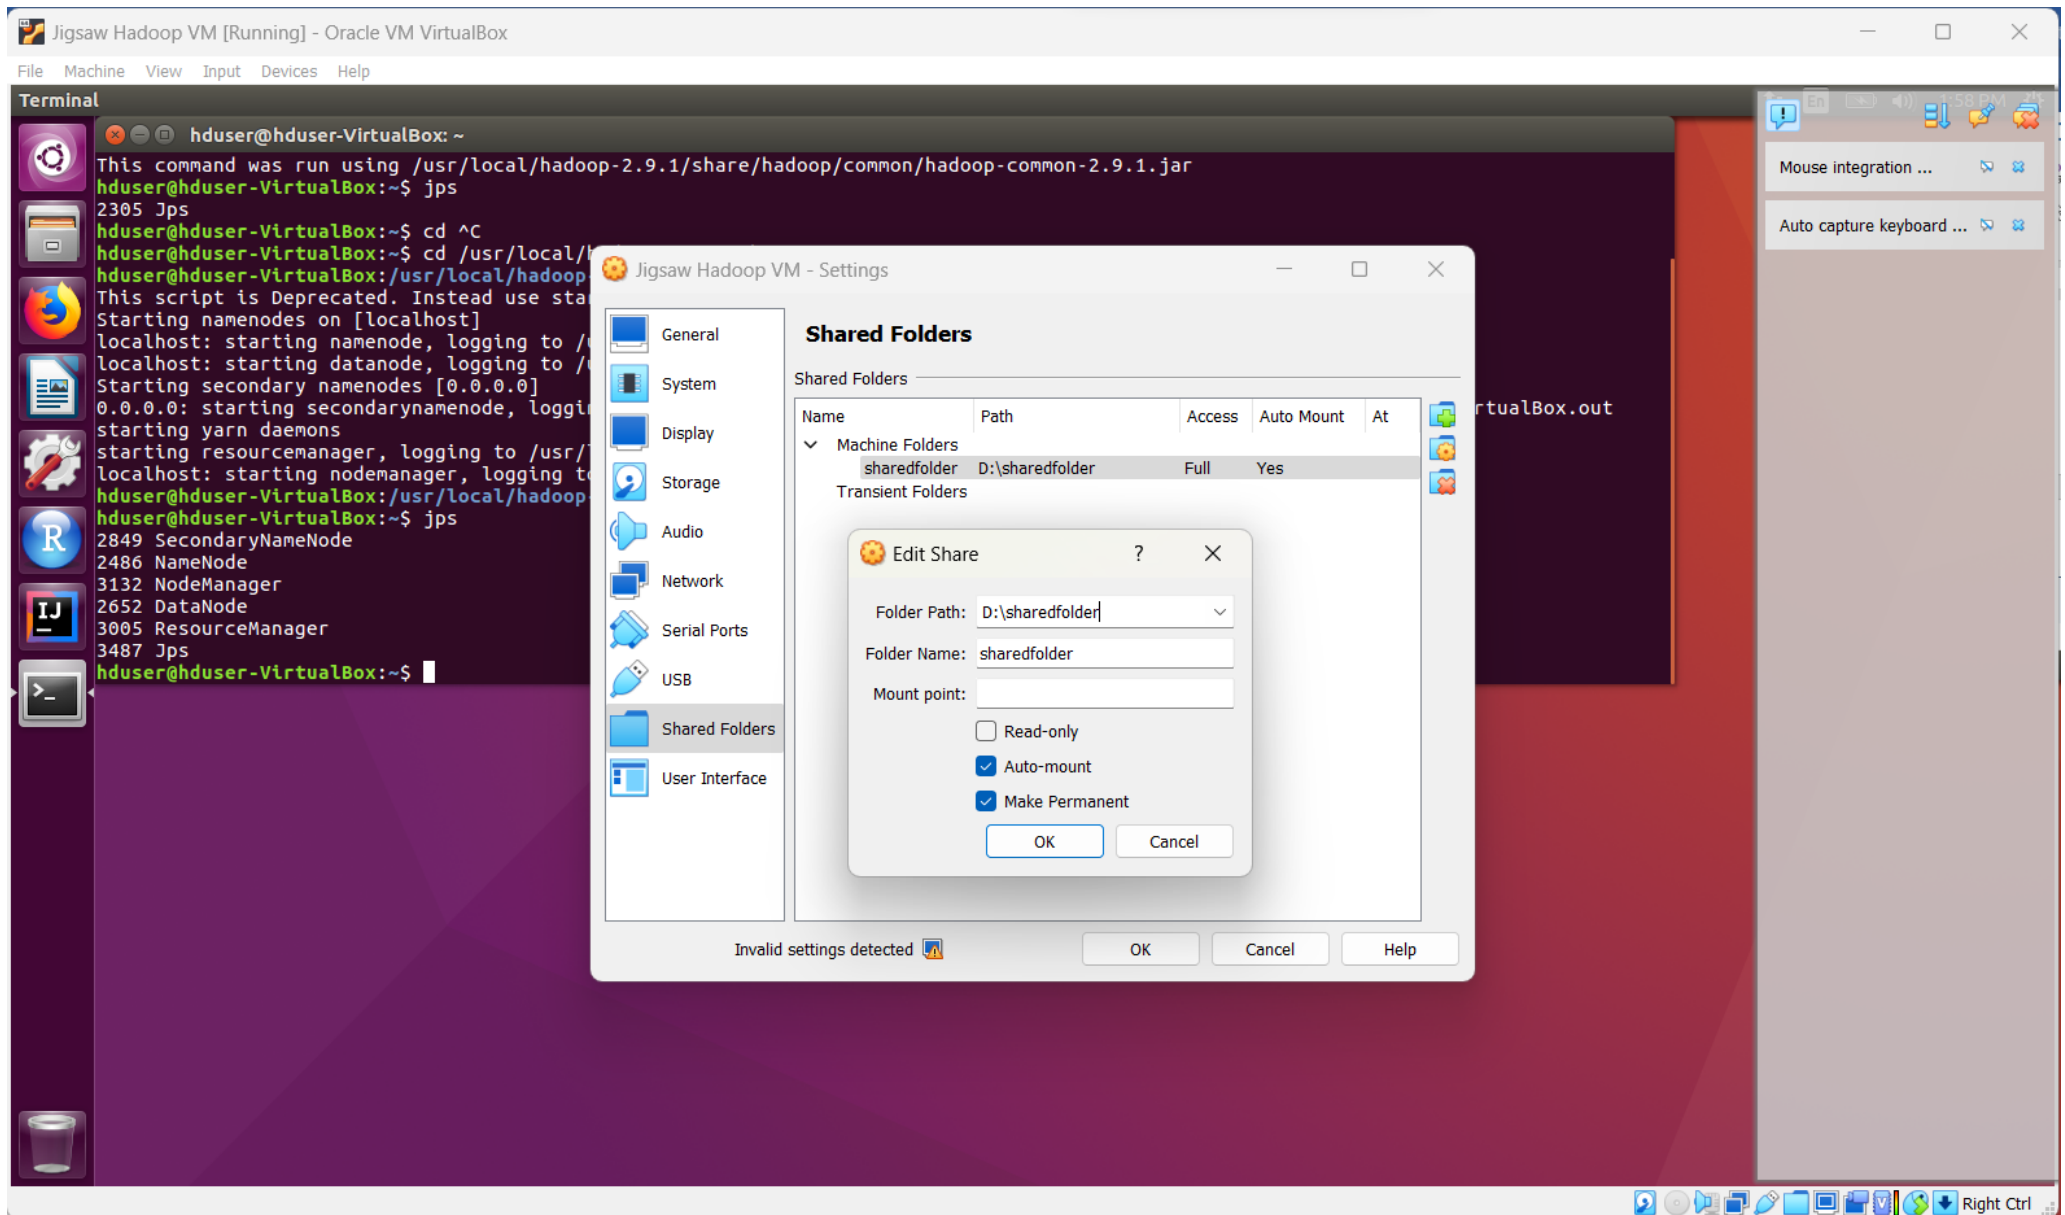 Jigsaw Hadoop VM [Running] - Oracle VM VirtualBox
File Machine View Input Devices Help
Terminal
En 1:58 PM
hduser@hduser-VirtualBox: ~
This command was run using /usr/local/hadoop-2.9.1/share/hadoop/common/hadoop-common-2.9.1.jar
hduser@hduser-VirtualBox:~$ jps
2305 Jps
hduser@hduser-VirtualBox:~$ cd ^C
hduser@hduser-VirtualBox:~$ cd /usr/local/
hduser@hduser-VirtualBox:/usr/local/hadoop-
This script is Deprecated. Instead use sta
Starting namenodes on [localhost]
localhost: starting namenode, logging to /
localhost: starting datanode, logging to /
Starting secondary namenodes [0.0.0.0]
0.0.0.0: starting secondarynamenode, loggi rtualBox.out
starting yarn daemons
starting resourcemanager, logging to /usr/
localhost: starting nodemanager, logging to
hduser@hduser-VirtualBox:/usr/local/hadoop-
hduser@hduser-VirtualBox:~$ jps
2849 SecondaryNameNode
2486 NameNode
3132 NodeManager
2652 DataNode
3005 ResourceManager
3487 Jps
hduser@hduser-VirtualBox:~$
Jigsaw Hadoop VM - Settings
General
System
Display
Storage
Audio
Network
Serial Ports
USB
Shared Folders
User Interface
Shared Folders
Shared Folders
Name Path Access Auto Mount At
Machine Folders
sharedfolder D:\sharedfolder Full Yes
Transient Folders
Edit Share ?
Folder Path: D:\sharedfolder
Folder Name: sharedfolder
Mount point:
Read-only
Auto-mount
Make Permanent
OK Cancel
Invalid settings detected OK Cancel Help
Mouse integration ...
Auto capture keyboard ...
R
IJ
>_
Right Ctrl